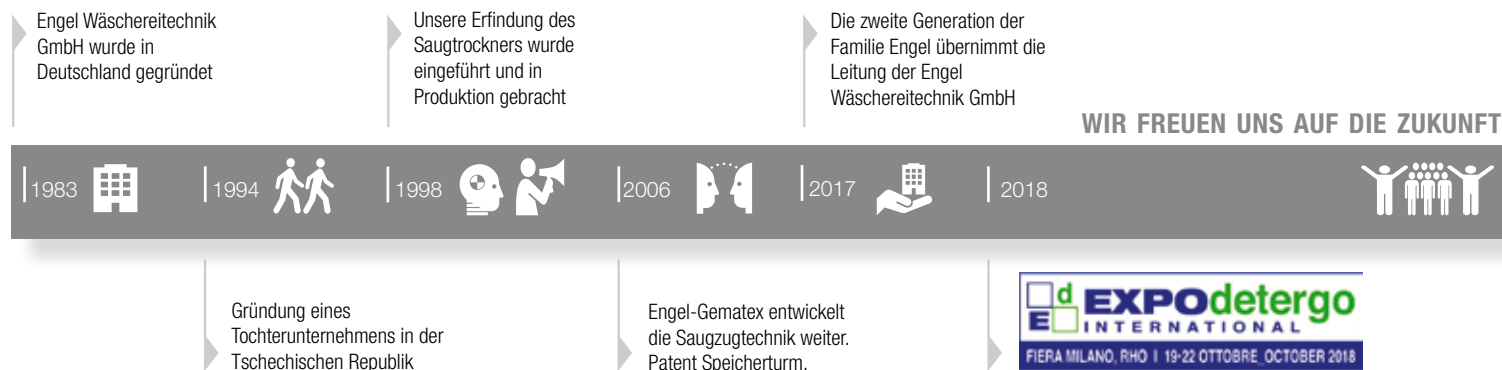 Engel Wäschereitechnik
GmbH wurde in
Deutschland gegründet
Unsere Erfindung des
Saugtrockners wurde
eingeführt und in
Produktion gebracht
Die zweite Generation der
Familie Engel übernimmt die
Leitung der Engel
Wäschereitechnik GmbH
WIR FREUEN UNS AUF DIE ZUKUNFT
1983
1994
1998
2006
2017
2018
Gründung eines
Tochterunternehmens in der
Tschechischen Republik
Engel-Gematex entwickelt
die Saugzugtechnik weiter.
Patent Speicherturm.
d
E
EXPOdetergo
INTERNATIONAL
FIERA MILANO, RHO I 19-22 OTTOBRE_OCTOBER 2018